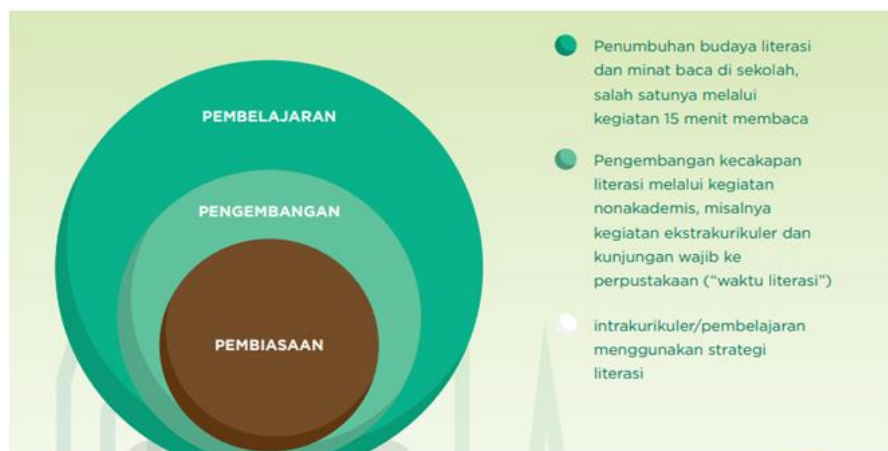 PEMBELAJARAN
PENGEMBANGAN
PEMBIASAAN
Penumbuhan budaya literasi
dan minat baca di sekolah,
salah satunya melalui
kegiatan 15 menit membaca
Pengembangan kecakapan
literasi melalui kegiatan
nonakademis, misalnya
kegiatan ekstrakurikuler dan
kunjungan wajib ke
perpustakaan (“waktu literasi”)
intrakurikuler/pembelajaran
menggunakan strategi
literasi